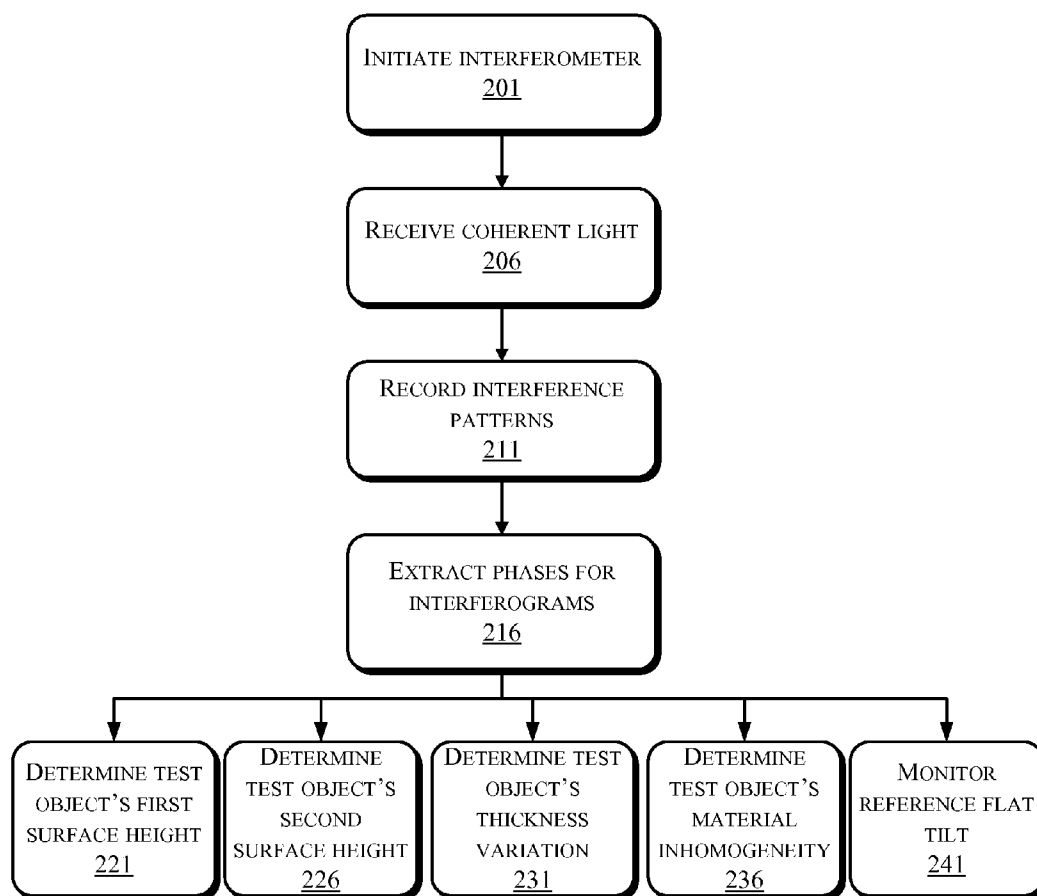 INITIATE INTERFEROMETER
201
RECEIVE COHERENT LIGHT
206
RECORD INTERFERENCE
PATTERNS
211
EXTRACT PHASES FOR
INTERFEROGRAMS
216
DETERMINE TEST
OBJECT'S FIRST
SURFACE HEIGHT
221
DETERMINE
TEST OBJECT'S
SECOND
SURFACE HEIGHT
226
DETERMINE TEST
OBJECT'S
THICKNESS
VARIATION
231
DETERMINE
TEST OBJECT'S
MATERIAL
INHOMOGENEITY
236
MONITOR
REFERENCE FLAT
TILT
241